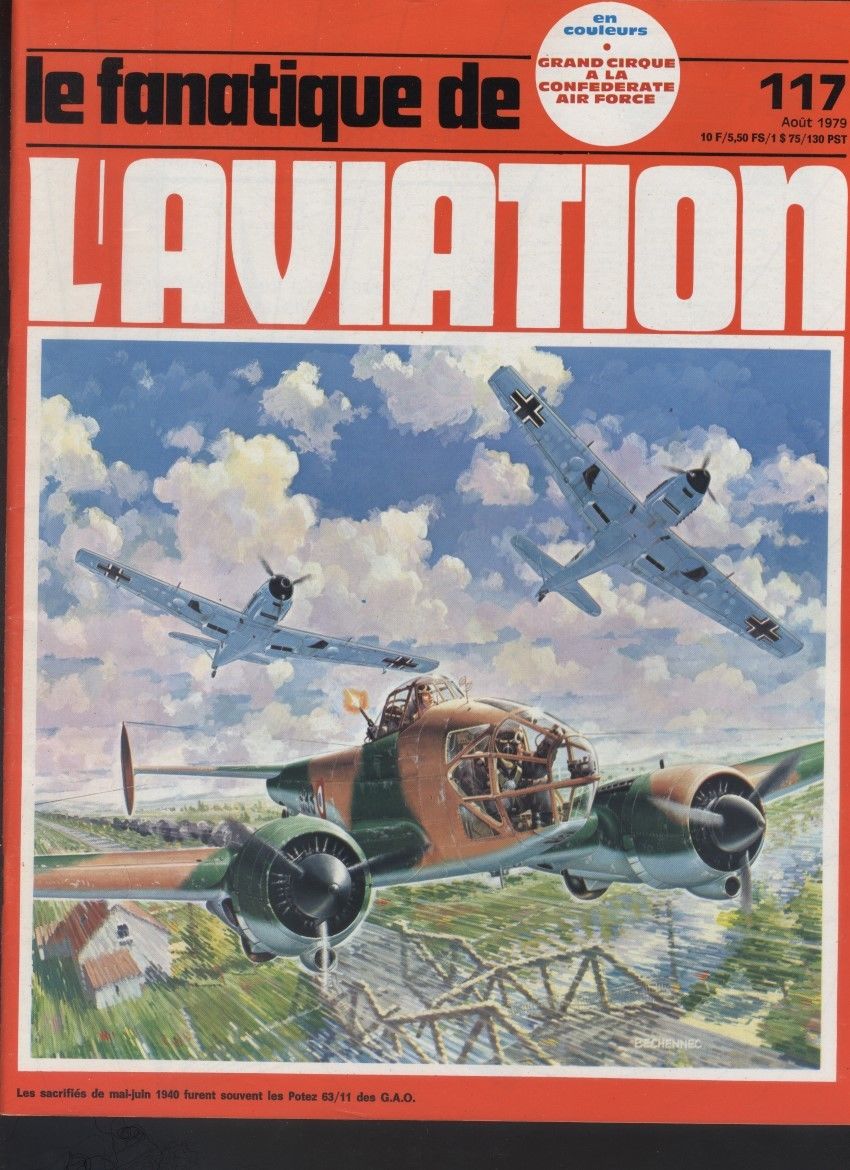 en
couleurs
•
GRAND CIRQUE
A LA
CONFEDERATE
AIR FORCE
le fanatique de
117
Août 1979
10 F/5,50 FS/1 $ 75/130 PST
L'AVIATION
BECHENNEC
Les sacrifiés de mai-juin 1940 furent souvent les Potez 63/11 des G.A.O.